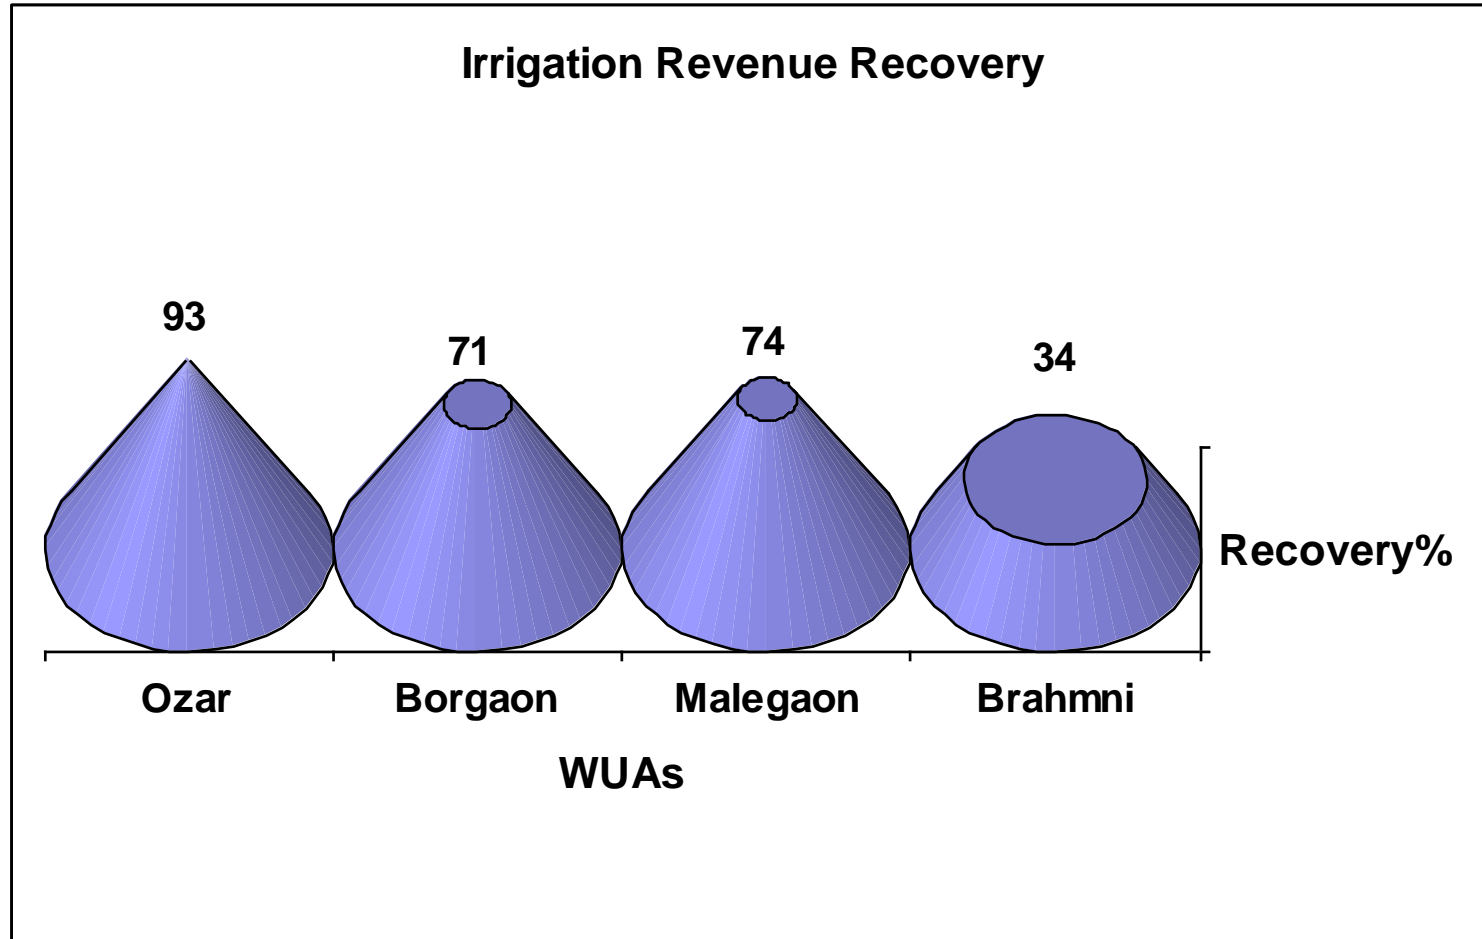 Irrigation Revenue Recovery
93
71
74
34
Recovery%
Ozar
Borgaon
Malegaon
Brahmni
WUAs